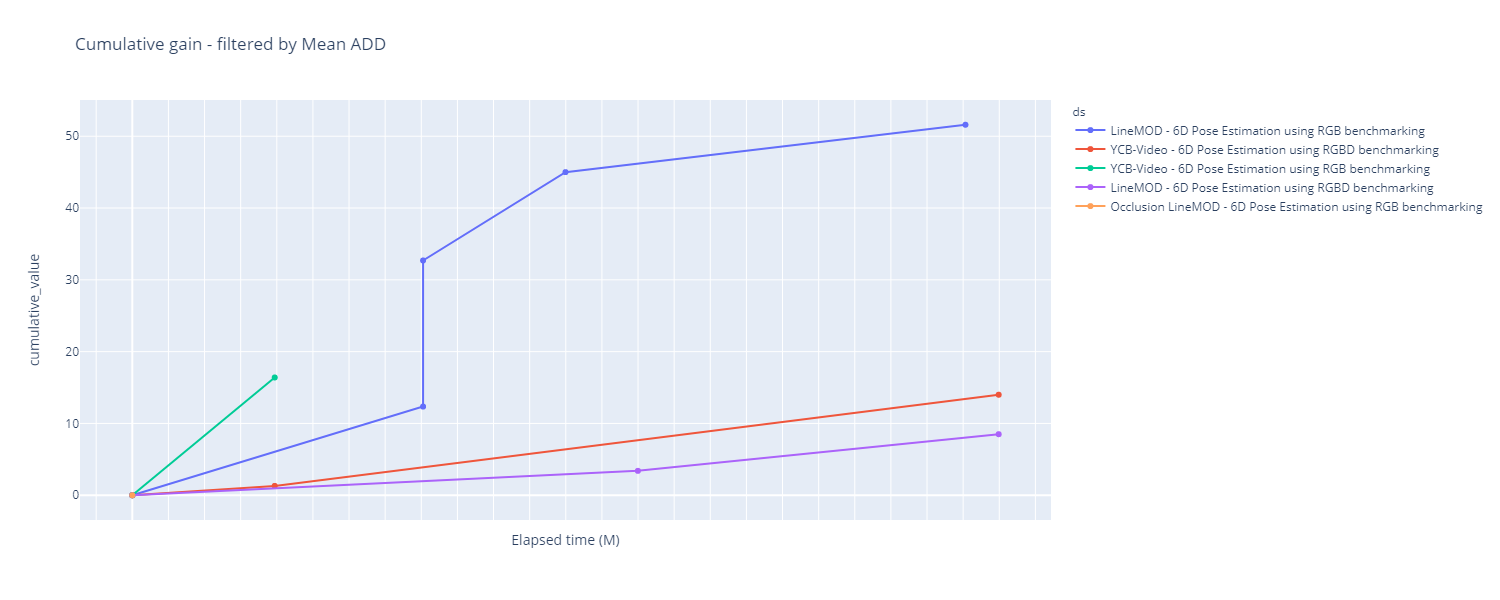 Cumulative gain - filtered by Mean ADD
cumulative_value
50
40
30
20
10
0
Elapsed time (M)
ds
LineMOD - 6D Pose Estimation using RGB benchmarking
YCB-Video - 6D Pose Estimation using RGBD benchmarking
YCB-Video - 6D Pose Estimation using RGB benchmarking
LineMOD - 6D Pose Estimation using RGBD benchmarking
Occlusion LineMOD - 6D Pose Estimation using RGB benchmarking